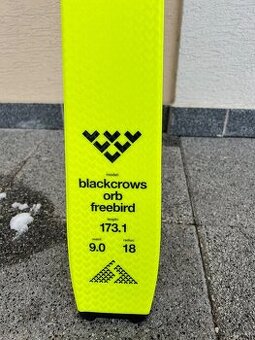 model:
blackcrows
orb
freebird
length:
173.1
waist: radius:
9.0 18